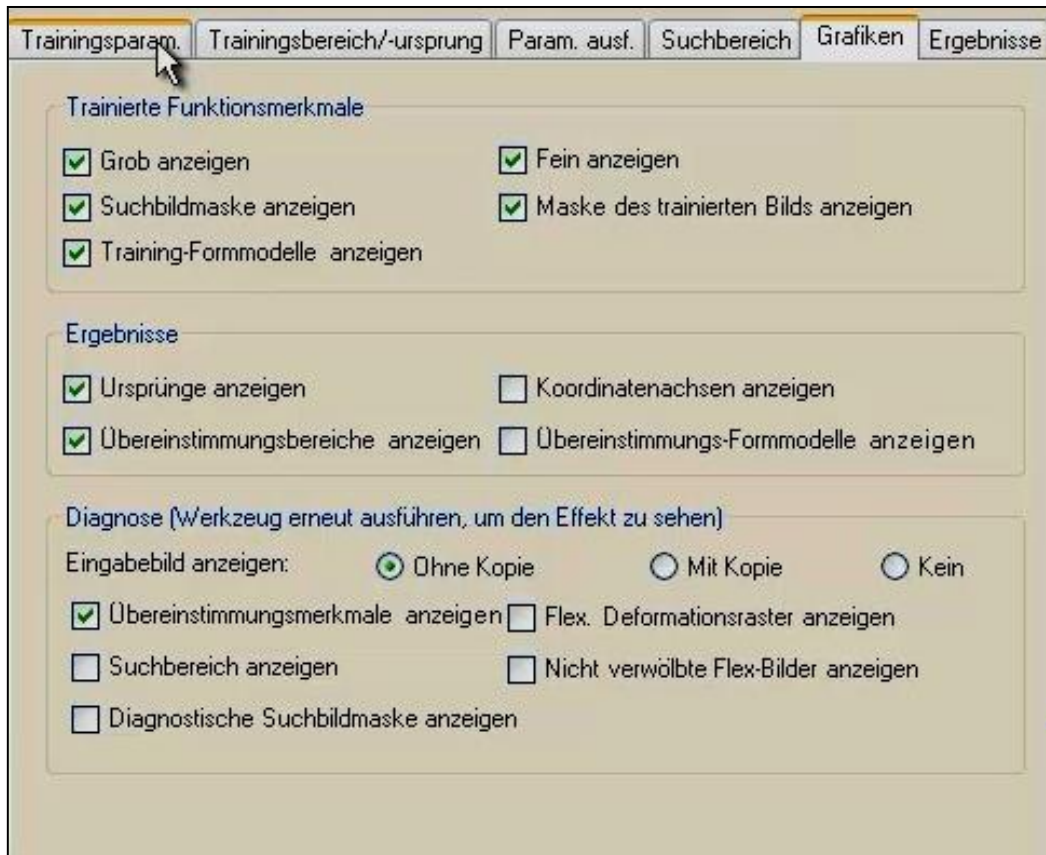 Trainingsparam. Trainingsbereich/-ursprung Param. ausf. Suchbereich Grafiken Ergebnisse
Trainierte Funktionsmerkmale
Grob anzeigen Fein anzeigen
Suchbildmaske anzeigen Maske des trainierten Bilds anzeigen
Training-Formmodelle anzeigen
Ergebnisse
Ursprünge anzeigen Koordinatenachsen anzeigen
Übereinstimmungsbereiche anzeigen Übereinstimmungs-Formmodelle anzeigen
Diagnose (Werkzeug erneut ausführen, um den Effekt zu sehen)
Eingabebild anzeigen: Ohne Kopie Mit Kopie Kein
Übereinstimmungsmerkmale anzeigen Flex. Deformationsraster anzeigen
Suchbereich anzeigen Nicht verwölbte Flex-Bilder anzeigen
Diagnostische Suchbildmaske anzeigen